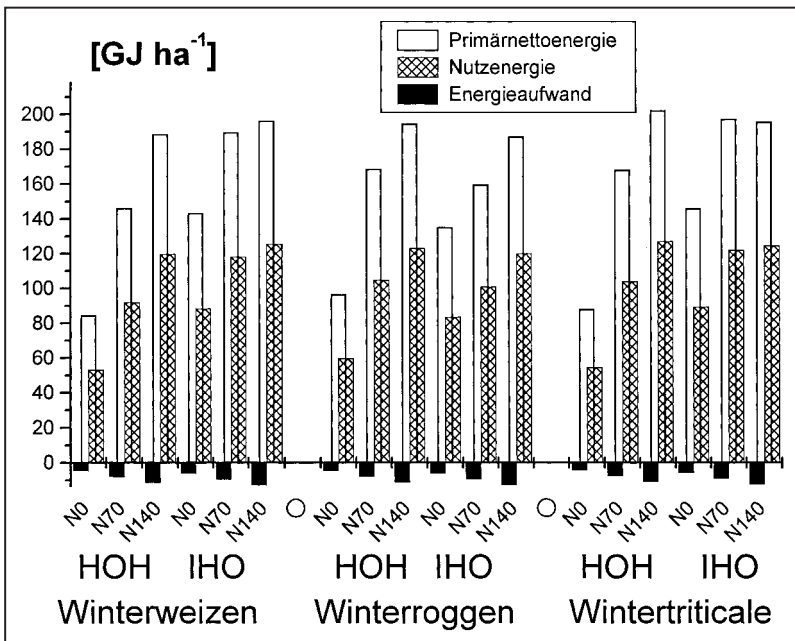 [GJ ha⁻¹]
Primärnettoenergie
Nutzenergie
Energieaufwand
200
180
160
140
120
100
80
60
40
20
0
N0 N70 N140 N0 N70 N140 N0 N70 N140 N0 N70 N140 N0 N70 N140 N0 N70 N140
HOH IHO HOH IHO HOH IHO
Winterweizen Winterroggen Wintertriticale